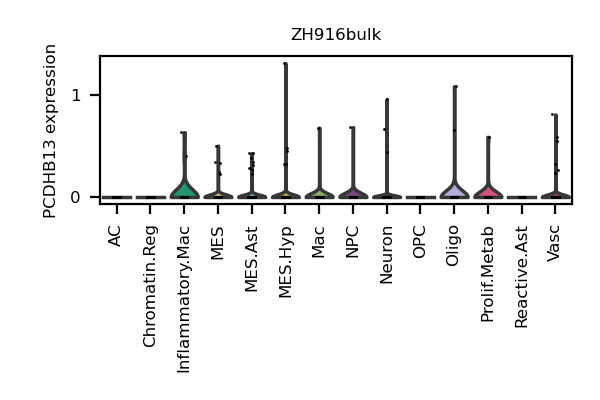 ZH916bulk
PCDHB13 expression
1
0
AC
Chromatin.Reg
Inflammatory.Mac
MES
MES.Ast
MES.Hyp
Mac
NPC
Neuron
OPC
Oligo
Prolif.Metab
Reactive.Ast
Vasc